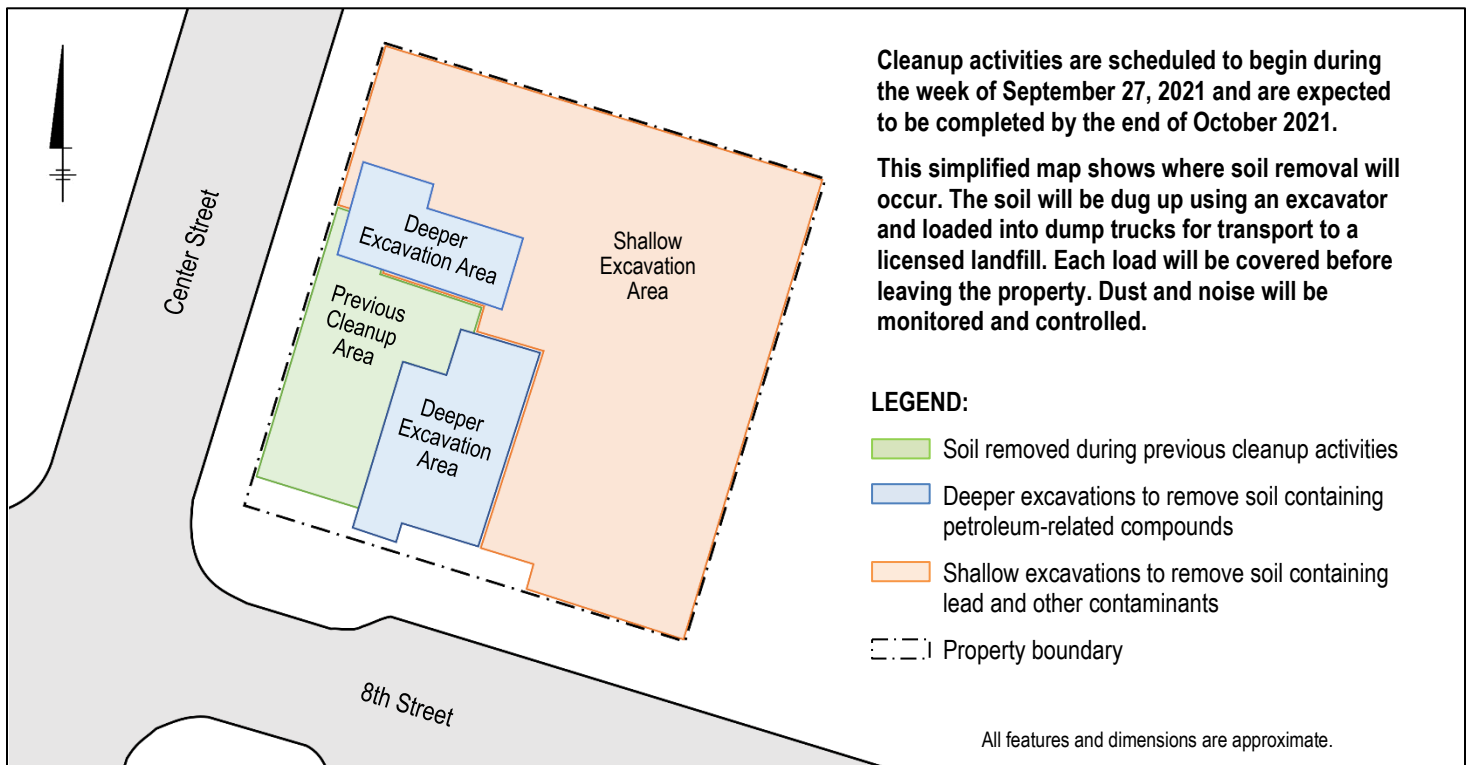 Cleanup activities are scheduled to begin during
the week of September 27, 2021 and are expected
to be completed by the end of October 2021.
This simplified map shows where soil removal will
occur. The soil will be dug up using an excavator
and loaded into dump trucks for transport to a
licensed landfill. Each load will be covered before
leaving the property. Dust and noise will be
monitored and controlled.
Center Street
Deeper
Excavation Area
Shallow
Excavation
Area
Previous
Cleanup
Area
Deeper
Excavation
Area
8th Street
LEGEND:
Soil removed during previous cleanup activities
Deeper excavations to remove soil containing
petroleum-related compounds
Shallow excavations to remove soil containing
lead and other contaminants
Property boundary
All features and dimensions are approximate.